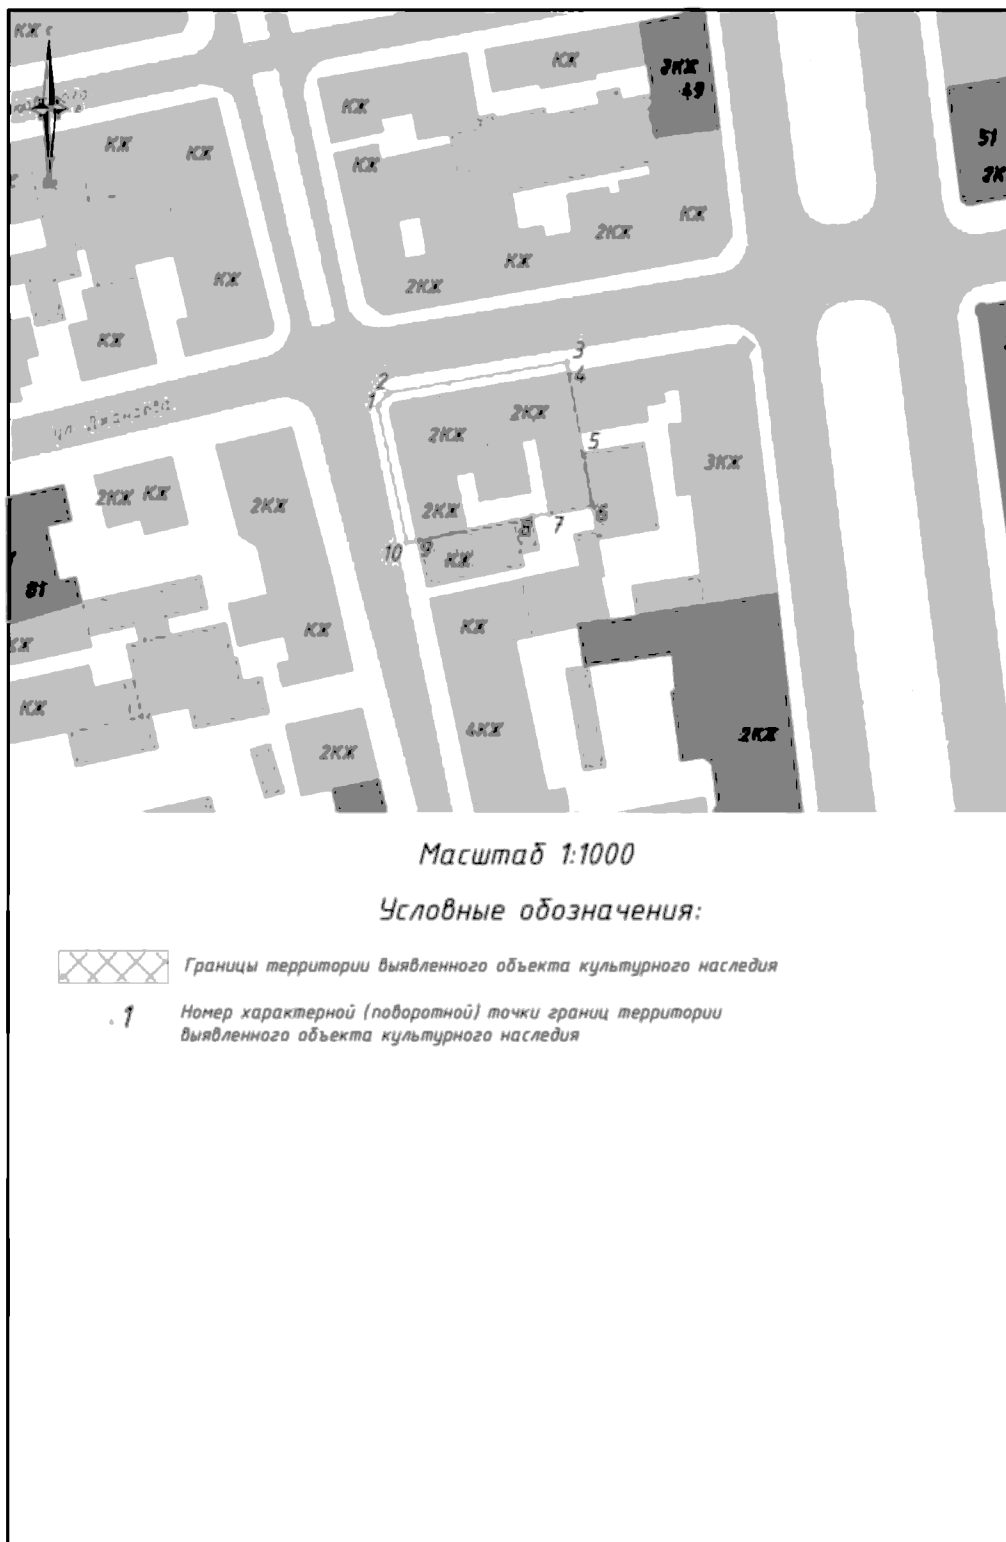 КЖ с
КЖ
2КЖ
49
КЖ
КЖ
КЖ
51
КЖ
2К
КЖ
2КЖ
КЖ
КЖ
2КЖ
КЖ
3
2
4
1
ул.
2КЖ
2КЖ
5
3КЖ
2КЖ
КЖ
2КЖ
2КЖ
6
7
8
10
9
КЖ
81
КЖ
КЖ
КЖ
КЖ
4КЖ
2КЖ
2КЖ
Масштаб 1:1000
Условные обозначения:
Границы территории выявленного объекта культурного наследия
.1
Номер характерной (поворотной) точки границ территории
выявленного объекта культурного наследия